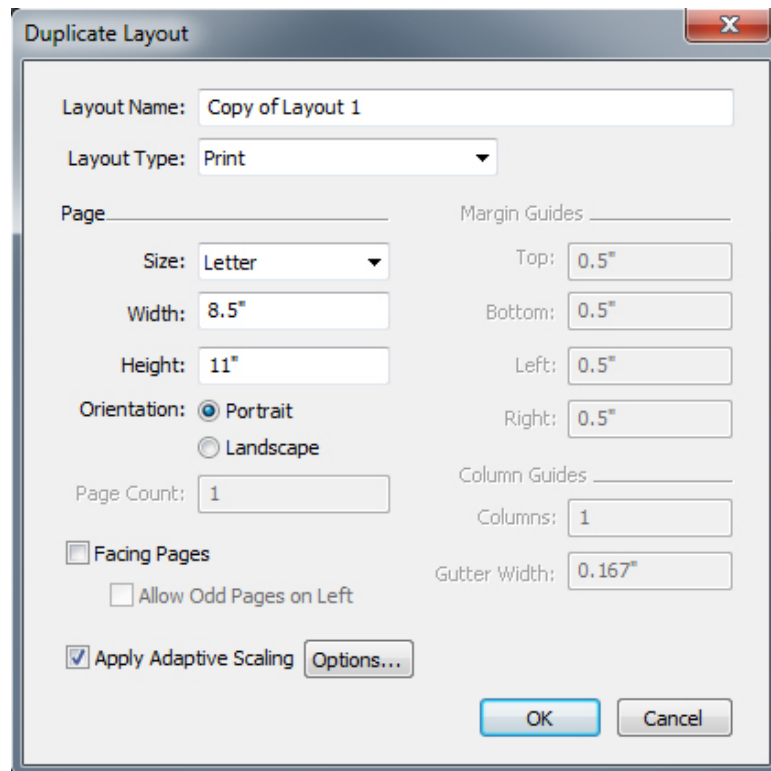 Duplicate Layout
Layout Name: Copy of Layout 1
Layout Type: Print
Page
Size: Letter
Width: 8.5"
Height: 11"
Orientation: Portrait
Landscape
Page Count: 1
Facing Pages
Allow Odd Pages on Left
Apply Adaptive Scaling Options...
Margin Guides
Top: 0.5"
Bottom: 0.5"
Left: 0.5"
Right: 0.5"
Column Guides
Columns: 1
Gutter Width: 0.167"
OK Cancel